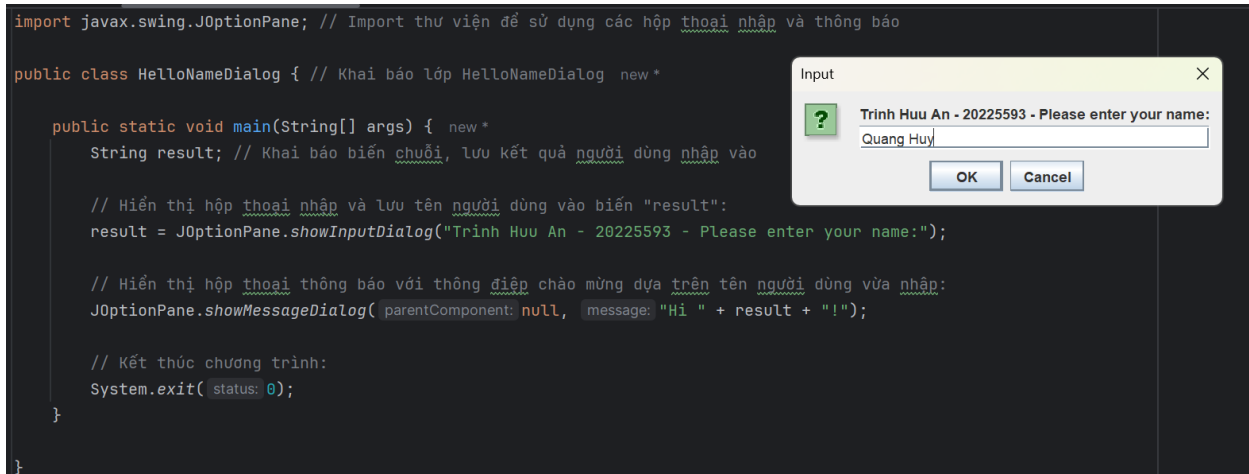 import javax.swing.JOptionPane; // Import thư viện để sử dụng các hộp thoại nhập và thông báo
public class HelloNameDialog { // Khai báo lớp HelloNameDialog new *
public static void main(String[] args) { new *
String result; // Khai báo biến chuỗi, lưu kết quả người dùng nhập vào
// Hiển thị hộp thoại nhập và lưu tên người dùng vào biến "result":
result = JOptionPane.showInputDialog("Trinh Huu An - 20225593 - Please enter your name:");
// Hiển thị hộp thoại thông báo với thông điệp chào mừng dựa trên tên người dùng vừa nhập:
JOptionPane.showMessageDialog( parentComponent: null, message: "Hi " + result + "!");
// Kết thúc chương trình:
System.exit( status: 0);
}
}
Input
Trinh Huu An - 20225593 - Please enter your name:
Quang Huy
OK Cancel